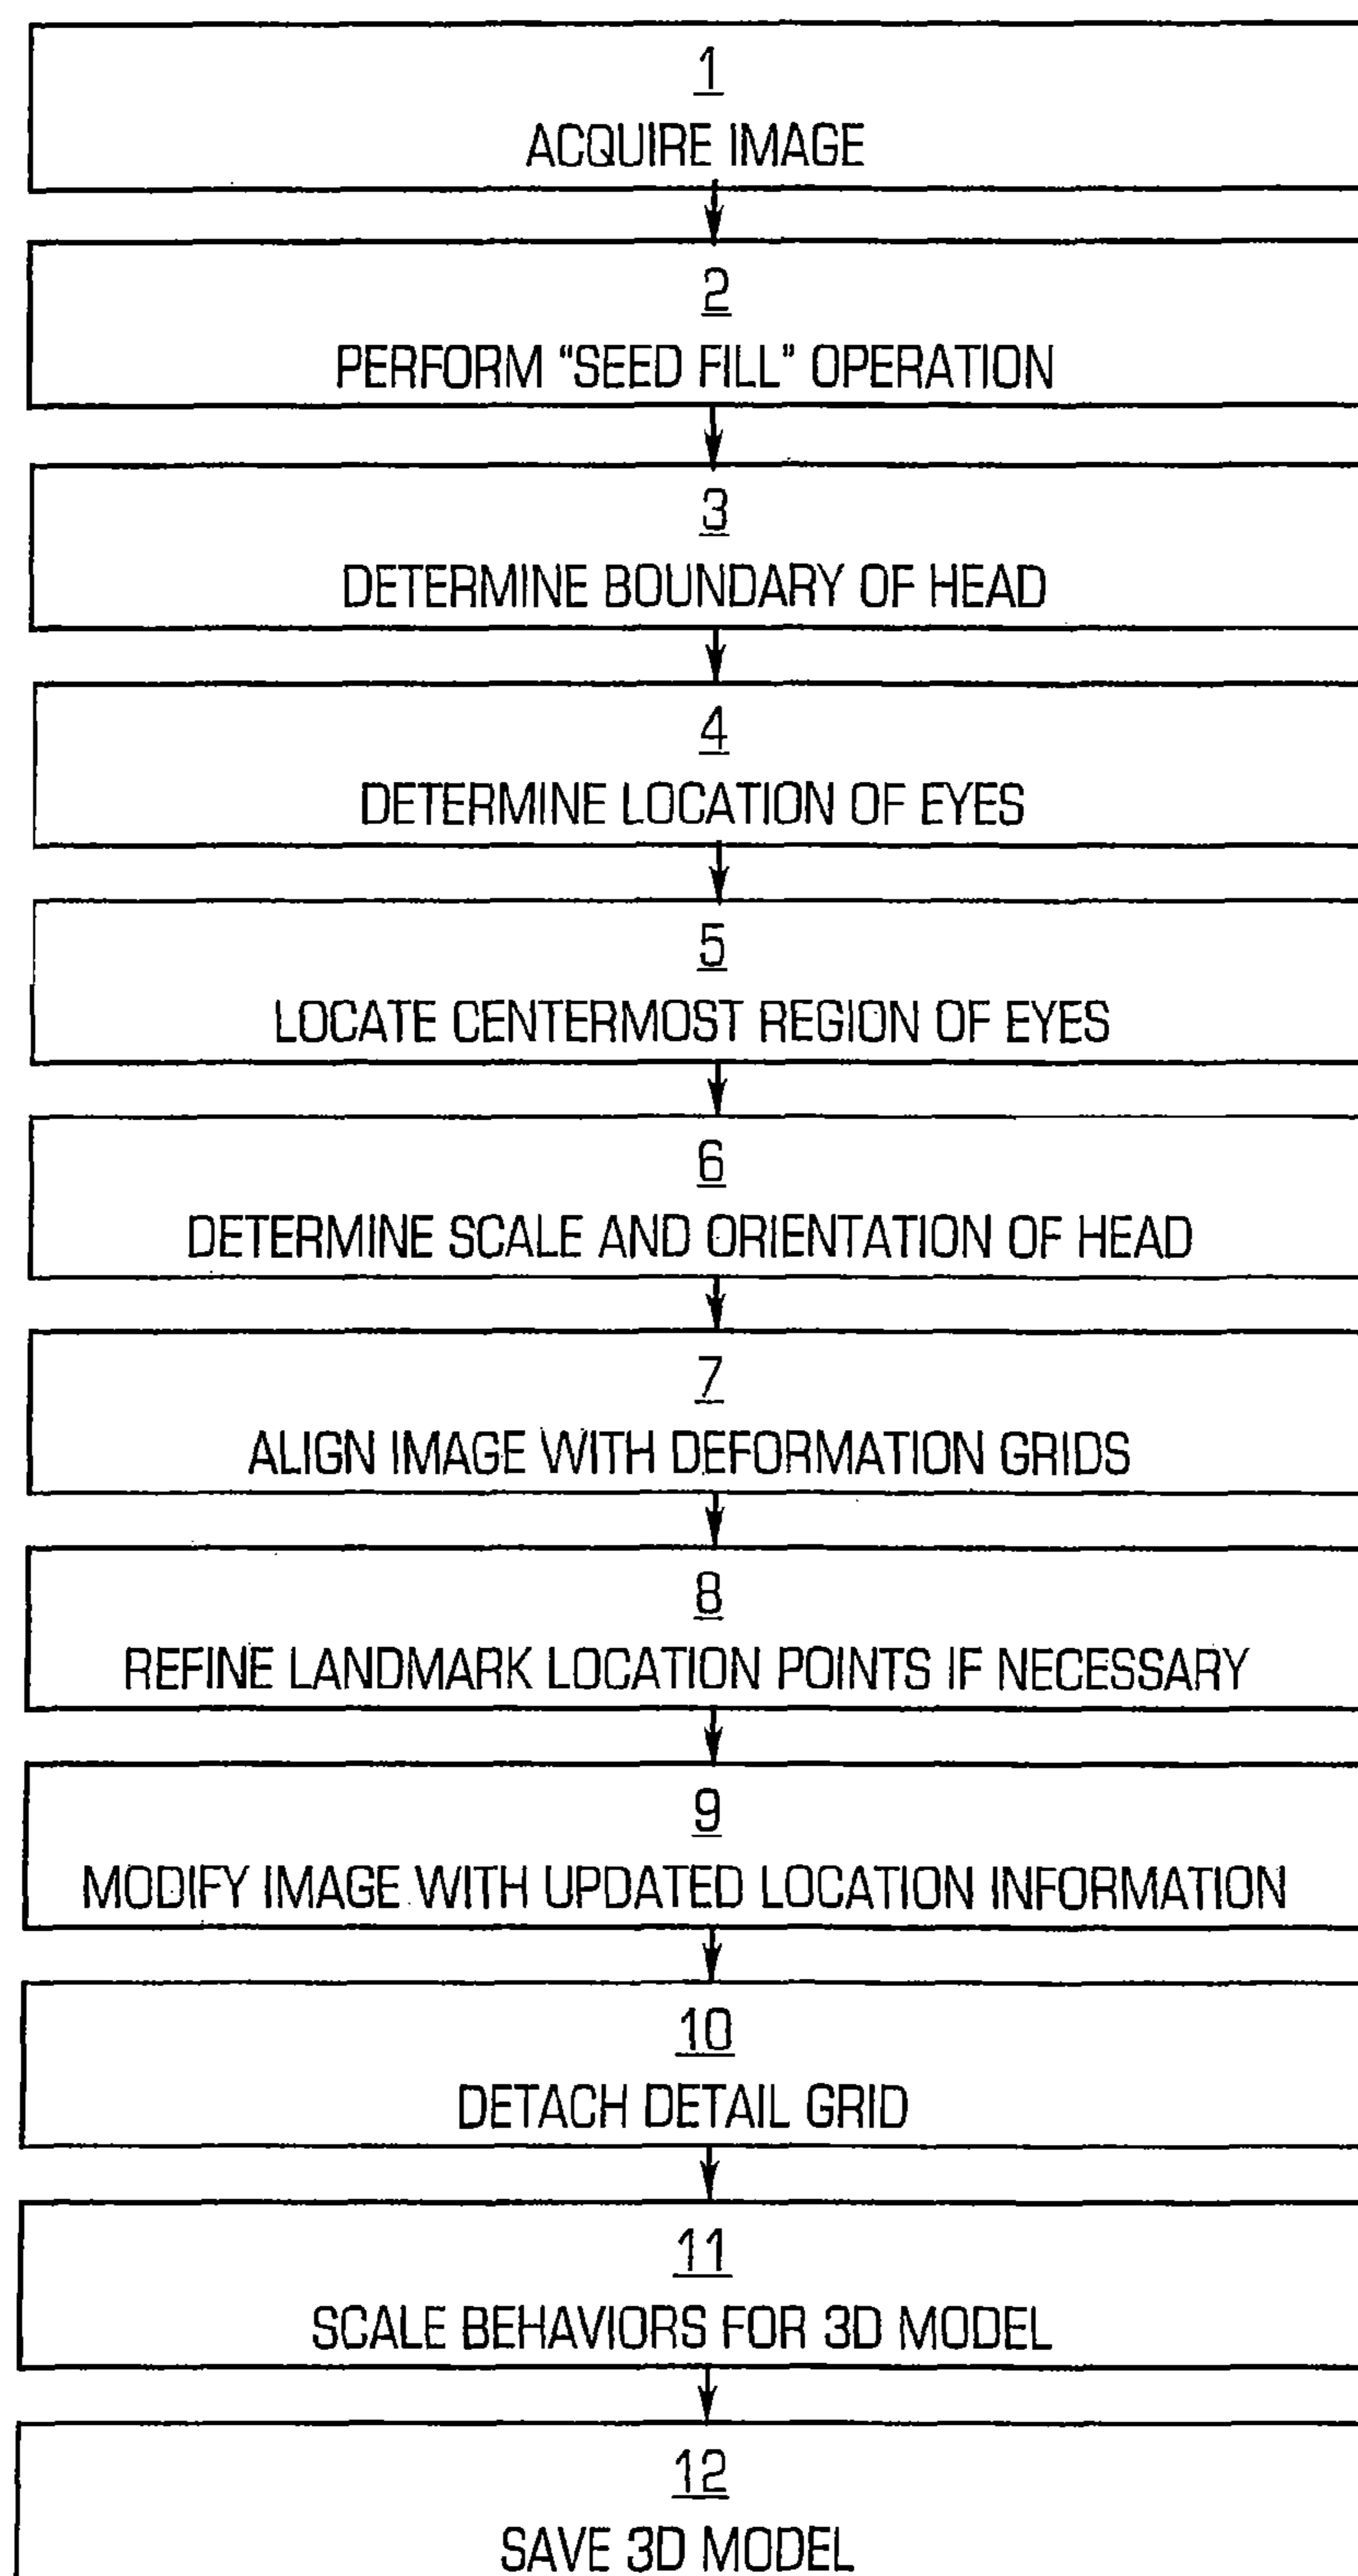 1
ACQUIRE IMAGE
2
PERFORM “SEED FILL” OPERATION
3
DETERMINE BOUNDARY OF HEAD
4
DETERMINE LOCATION OF EYES
5
LOCATE CENTERMOST REGION OF EYES
6
DETERMINE SCALE AND ORIENTATION OF HEAD
7
ALIGN IMAGE WITH DEFORMATION GRIDS
8
REFINE LANDMARK LOCATION POINTS IF NECESSARY
9
MODIFY IMAGE WITH UPDATED LOCATION INFORMATION
10
DETACH DETAIL GRID
11
SCALE BEHAVIORS FOR 3D MODEL
12
SAVE 3D MODEL